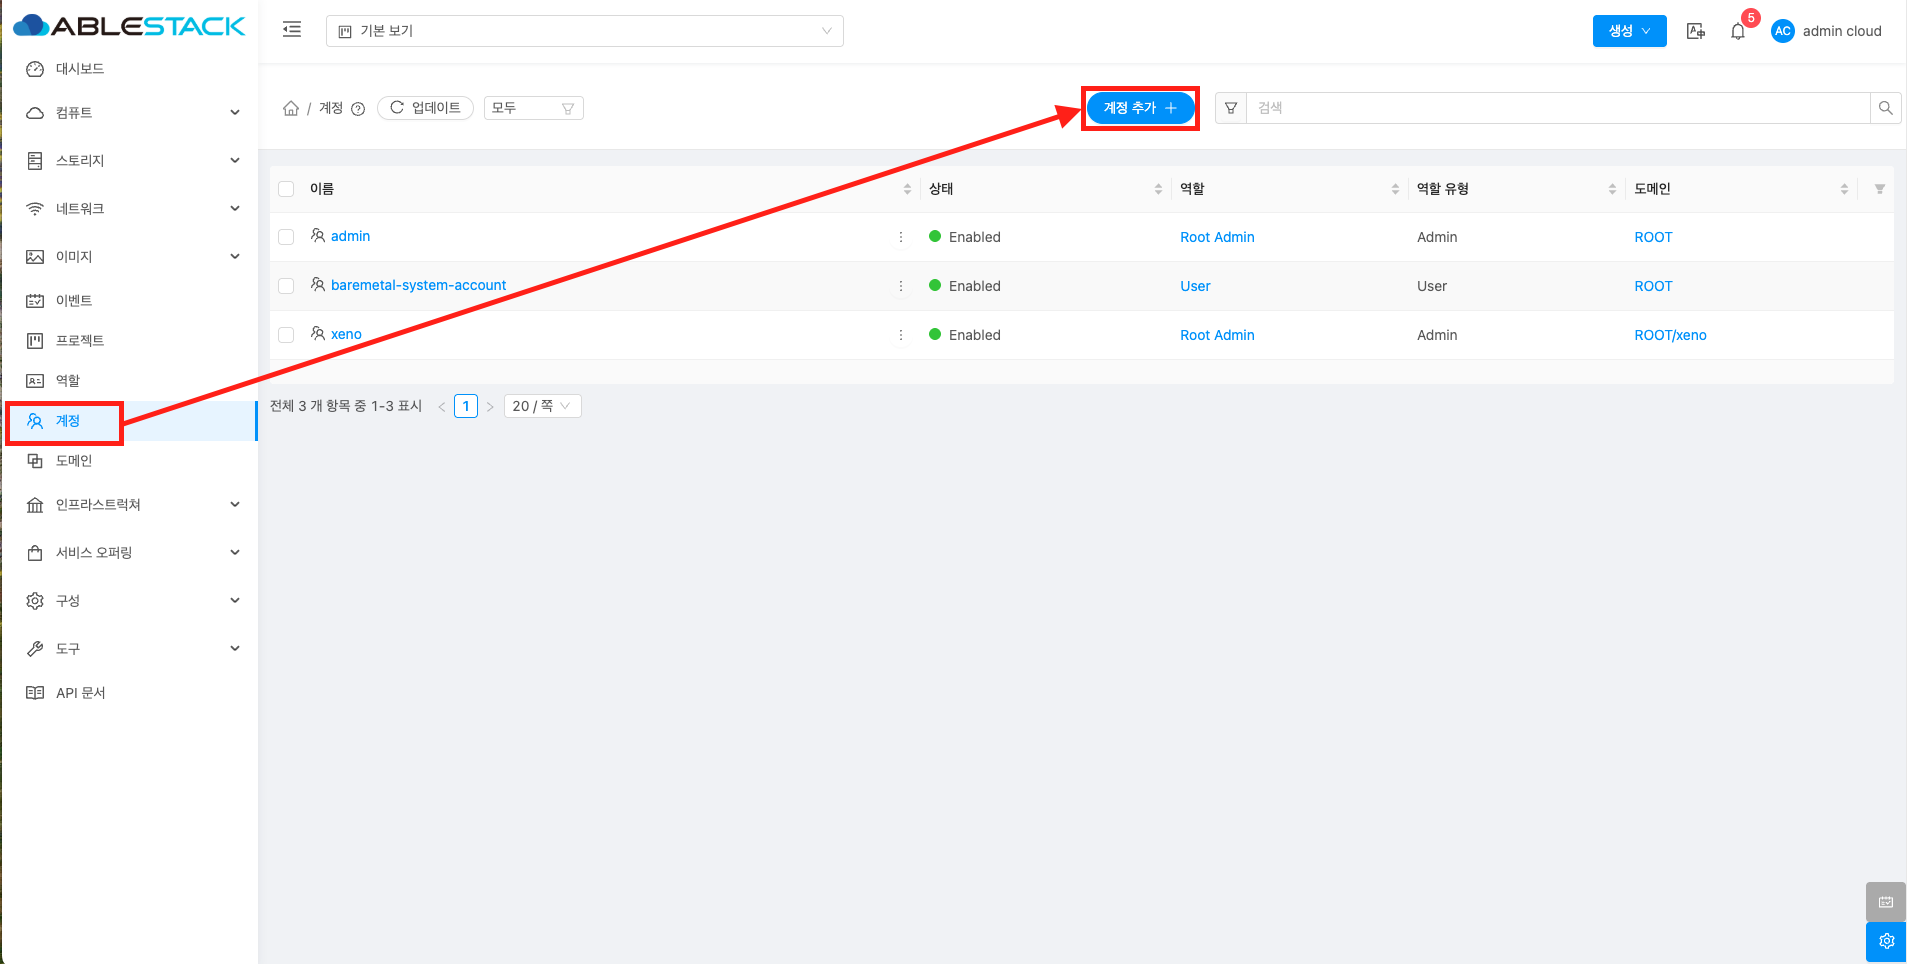 ABLESTACK
기본 보기
생성
5
AC
admin cloud
대시보드
컴퓨트
스토리지
네트워크
이미지
이벤트
프로젝트
역할
계정
도메인
인프라스트럭쳐
서비스 오퍼링
구성
도구
API 문서
/ 계정
업데이트
모두
계정 추가 +
검색
이름 상태 역할 역할 유형 도메인
admin Enabled Root Admin Admin ROOT
baremetal-system-account Enabled User User ROOT
xeno Enabled Root Admin Admin ROOT/xeno
전체 3 개 항목 중 1-3 표시 < 1 > 20 / 쪽